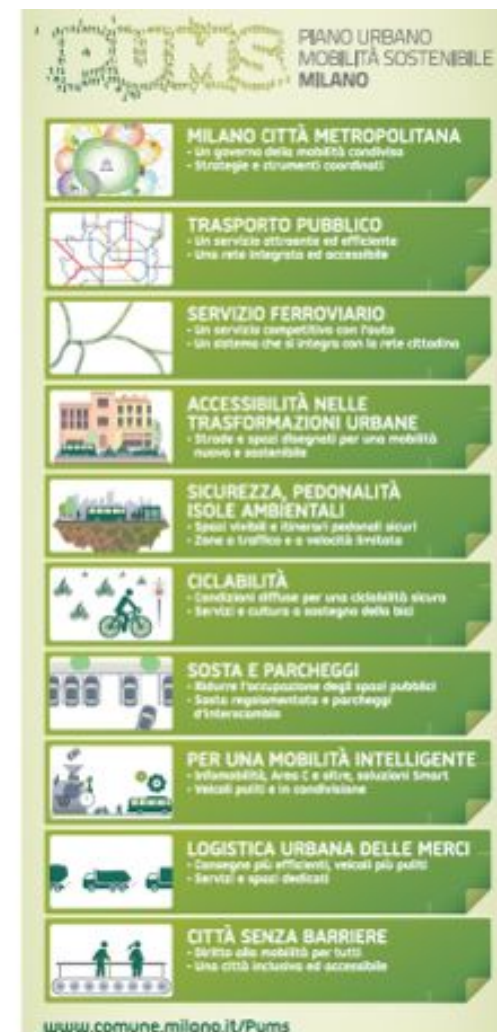 PUMS
PIANO URBANO
MOBILITÀ SOSTENIBILE
MILANO
MILANO CITTÀ METROPOLITANA
- Un governo della mobilità condiviso
- Strategie e strumenti coordinati
TRASPORTO PUBBLICO
- Un servizio attraente ed efficiente
- Una rete integrata ed accessibile
SERVIZIO FERROVIARIO
- Un servizio competitivo con l'auto
- Un sistema che si integra con la rete cittadina
ACCESSIBILITÀ NELLE
TRASFORMAZIONI URBANE
- Strade e spazi disegnati per una mobilità
nuova e sostenibile
SICUREZZA, PEDONALITÀ
ISOLE AMBIENTALI
- Spazi vivibili e itinerari pedonali sicuri
- Zone a traffico e a velocità limitata
CICLABILITÀ
- Condizioni diffuse per una ciclabilità sicura
- Servizi e cultura a sostegno della bici
SOSTA E PARCHEGGI
- Ridurre l'occupazione degli spazi pubblici
- Sosta regolamentata e parcheggi
d'interscambio
PER UNA MOBILITÀ INTELLIGENTE
- Infomobilità, Area C e oltre, soluzioni Smart
- Veicoli puliti e in condivisione
LOGISTICA URBANA DELLE MERCI
- Consegne più efficienti, veicoli più puliti
- Servizi e spazi dedicati
CITTÀ SENZA BARRIERE
- Diritto alla mobilità per tutti
- Una città inclusiva ed accessibile
www.comune.milano.it/Pums